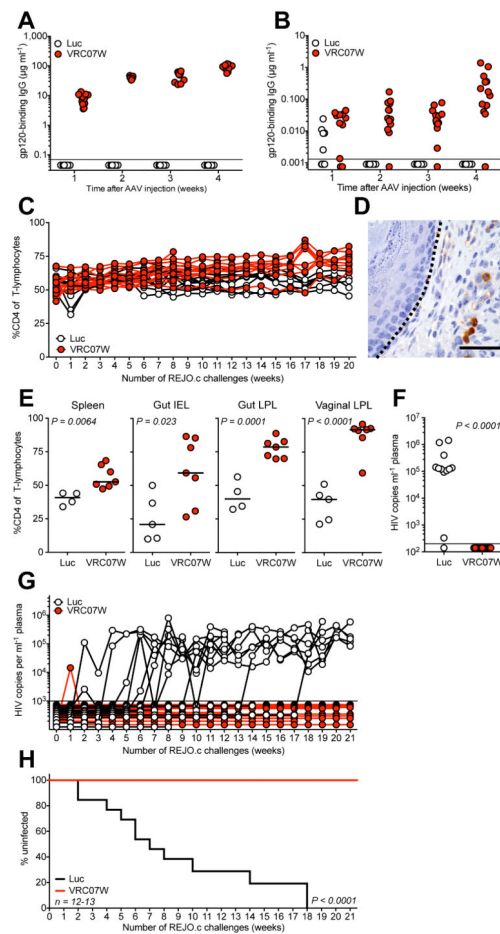 A
Luc
VRC07W
gp120-binding IgG (µg ml⁻¹)
1,000
100
10
1
0.1
1 2 3 4
Time after AAV injection (weeks)
B
Luc
VRC07W
gp120-binding IgG (µg ml⁻¹)
10
1
0.100
0.010
0.001
1 2 3 4
Time after AAV injection (weeks)
C
%CD4 of T-lymphocytes
100
75
50
25
0
Luc
VRC07W
0 1 2 3 4 5 6 7 8 9 10 11 12 13 14 15 16 17 18 19 20
Number of REJO.c challenges (weeks)
D
E
%CD4 of T-lymphocytes
100
75
50
25
0
Spleen
P = 0.0064
Luc VRC07W
Gut IEL
P = 0.023
Luc VRC07W
Gut LPL
P = 0.0001
Luc VRC07W
Vaginal LPL
P < 0.0001
Luc VRC07W
F
HIV copies ml⁻¹ plasma
10⁷
10⁶
10⁵
10⁴
10³
10²
P < 0.0001
Luc VRC07W
G
Luc
VRC07W
HIV copies per ml⁻¹ plasma
10⁶
10⁵
10⁴
10³
0 1 2 3 4 5 6 7 8 9 10 11 12 13 14 15 16 17 18 19 20 21
Number of REJO.c challenges (weeks)
H
% uninfected
100
80
60
40
20
0
Luc
VRC07W
n = 12-13
P < 0.0001
0 1 2 3 4 5 6 7 8 9 10 11 12 13 14 15 16 17 18 19 20 21
Number of REJO.c challenges (weeks)